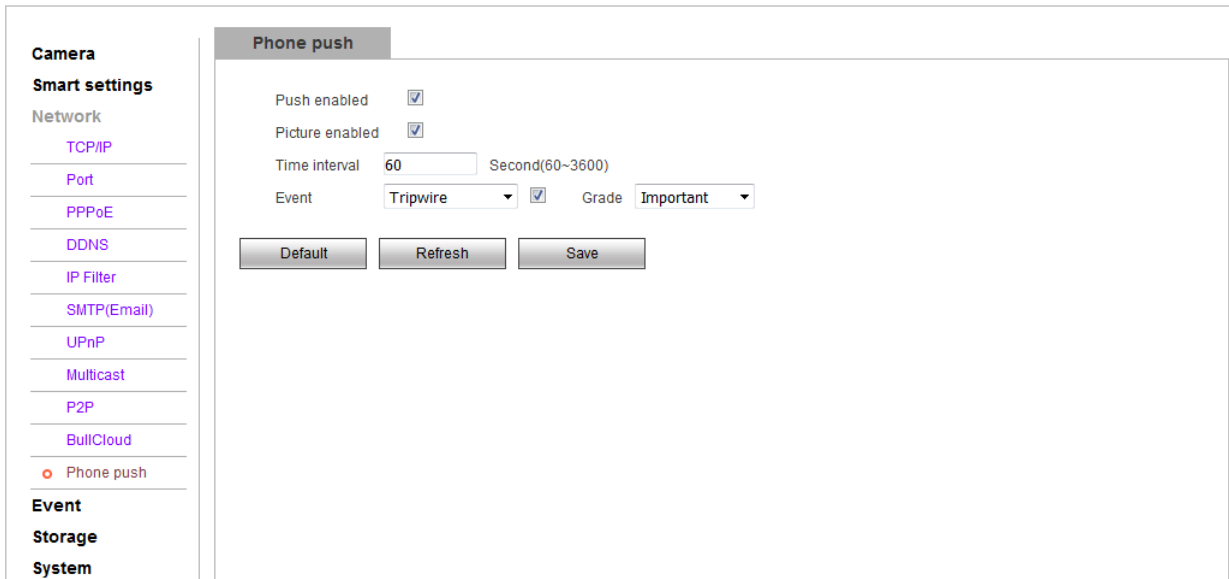 Camera
Smart settings
Network
TCP/IP
Port
PPPoE
DDNS
IP Filter
SMTP(Email)
UPnP
Multicast
P2P
BullCloud
Phone push
Event
Storage
System
Phone push
Push enabled
Picture enabled
Time interval 60 Second(60~3600)
Event Tripwire Grade Important
Default Refresh Save